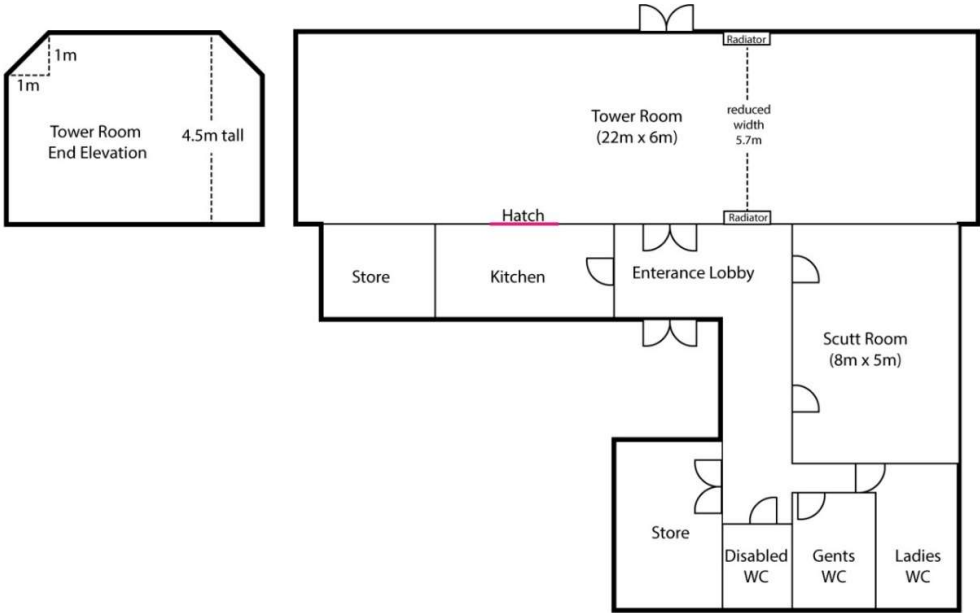 1m
1m
Tower Room
End Elevation
4.5m tall
Radiator
Tower Room
(22m x 6m)
reduced
width
5.7m
Hatch
Radiator
Store
Kitchen
Enterance Lobby
Scutt Room
(8m x 5m)
Store
Disabled
WC
Gents
WC
Ladies
WC